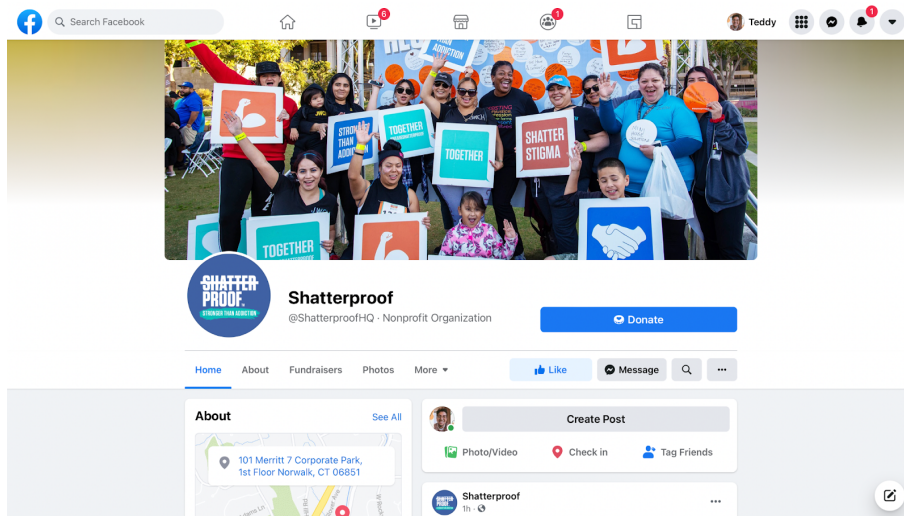 Search Facebook
6
1
Teddy
1
ADDICTION
STRONGER
THAN
ADDICTION
TOGETHER
TOGETHER
SHATTER
STIGMA
TOGETHER
SHATTER
PROOF.
STRONGER THAN ADDICTION
Shatterproof
@ShatterproofHQ · Nonprofit Organization
Donate
Home
About
Fundraisers
Photos
More
Like
Message
About
See All
101 Merritt 7 Corporate Park,
1st Floor Norwalk, CT 06851
Create Post
Photo/Video
Check in
Tag Friends
Shatterproof
1h ·